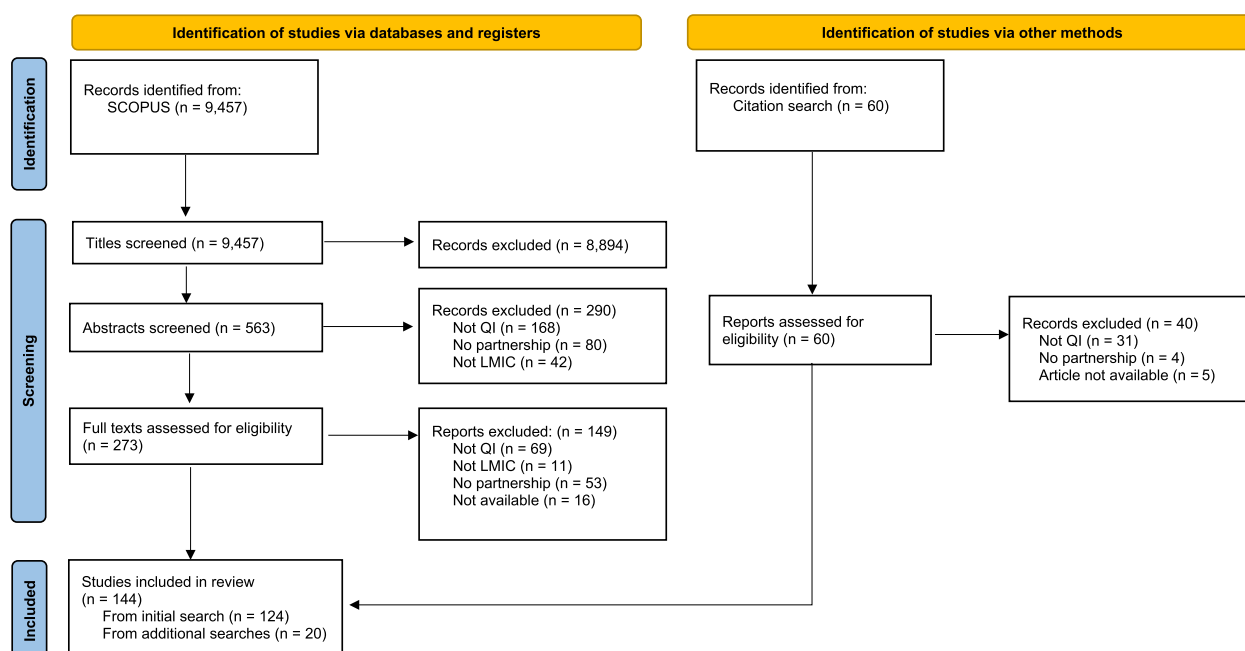 Identification of studies via databases and registers
Identification of studies via other methods
Identification
Records identified from:
SCOPUS (n = 9,457)
Records identified from:
Citation search (n = 60)
Screening
Titles screened (n = 9,457)
Records excluded (n = 8,894)
Abstracts screened (n = 563)
Records excluded (n = 290)
Not QI (n = 168)
No partnership (n = 80)
Not LMIC (n = 42)
Reports assessed for
eligibility (n = 60)
Records excluded (n = 40)
Not QI (n = 31)
No partnership (n = 4)
Article not available (n = 5)
Full texts assessed for eligibility
(n = 273)
Reports excluded: (n = 149)
Not QI (n = 69)
Not LMIC (n = 11)
No partnership (n = 53)
Not available (n = 16)
Included
Studies included in review
(n = 144)
From initial search (n = 124)
From additional searches (n = 20)